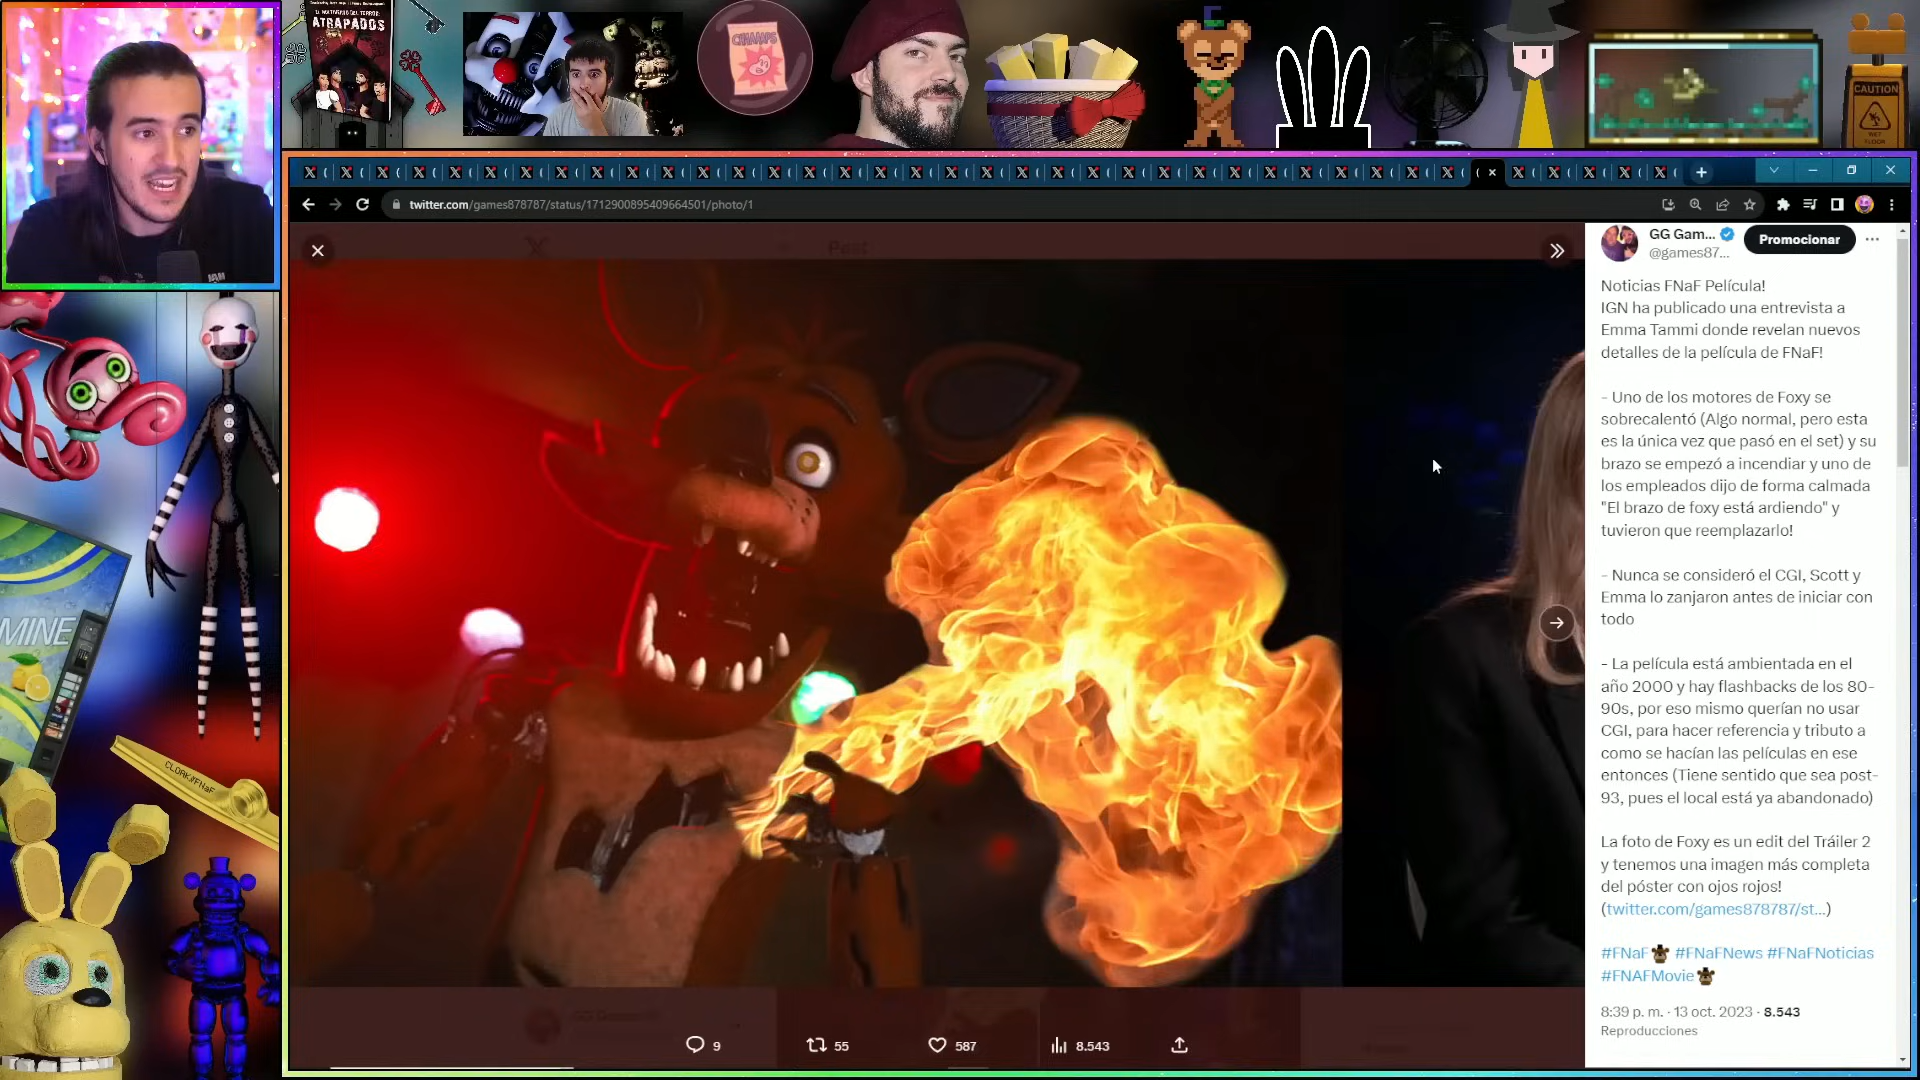 ATRAPADOS
CHAMPS
CAUTION
twitter.com/games878787/status/1712900895409664501/photo/1
Post
GG Gam...
Promocionar
@games87...
Noticias FNaF Película!
IGN ha publicado una entrevista a
Emma Tammi donde revelan nuevos
detalles de la película de FNaF!
- Uno de los motores de Foxy se
sobrecalentó (Algo normal, pero esta
es la única vez que pasó en el set) y su
brazo se empezó a incendiar y uno de
los empleados dijo de forma calmada
"El brazo de foxy está ardiendo" y
tuvieron que reemplazarlo!
- Nunca se consideró el CGI, Scott y
Emma lo zanjaron antes de iniciar con
todo
- La película está ambientada en el
año 2000 y hay flashbacks de los 80-
90s, por eso mismo querían no usar
CGI, para hacer referencia y tributo a
como se hacían las películas en ese
entonces (Tiene sentido que sea post-
93, pues el local está ya abandonado)
La foto de Foxy es un edit del Tráiler 2
y tenemos una imagen más completa
del póster con ojos rojos!
(twitter.com/games878787/st...)
#FNaF #FNaFNews #FNaFNoticias
#FNAFMovie
8:39 p. m. · 13 oct. 2023 · 8.543
Reproducciones
9
55
587
8.543
MINE
CLOAK//FNaF